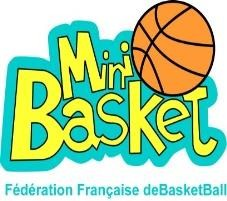 Mini
Basket
Fédération Française deBasketBall